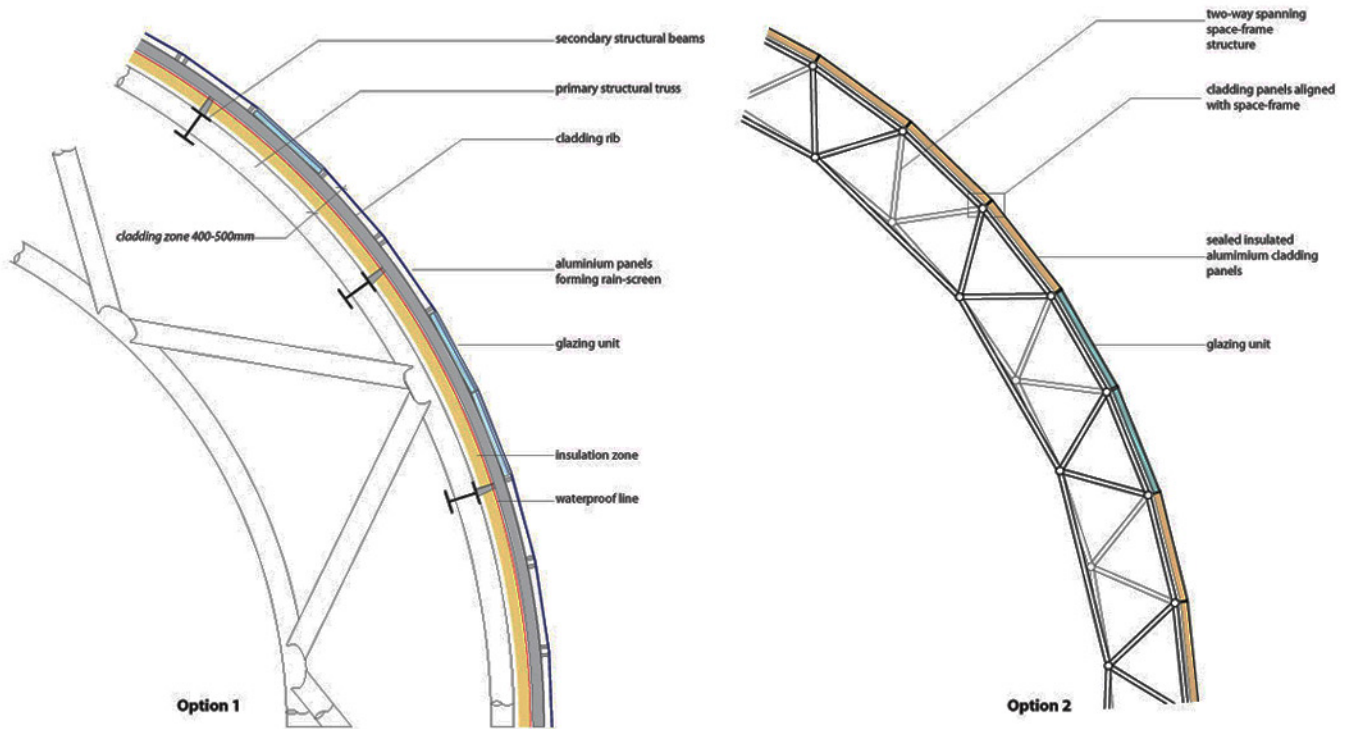 secondary structural beams
primary structural truss
cladding rib
cladding zone 400-500mm
aluminium panels
forming rain-screen
glazing unit
insulation zone
waterproof line
Option 1
two-way spanning
space-frame
structure
cladding panels aligned
with space-frame
sealed insulated
alumimium cladding
panels
glazing unit
Option 2